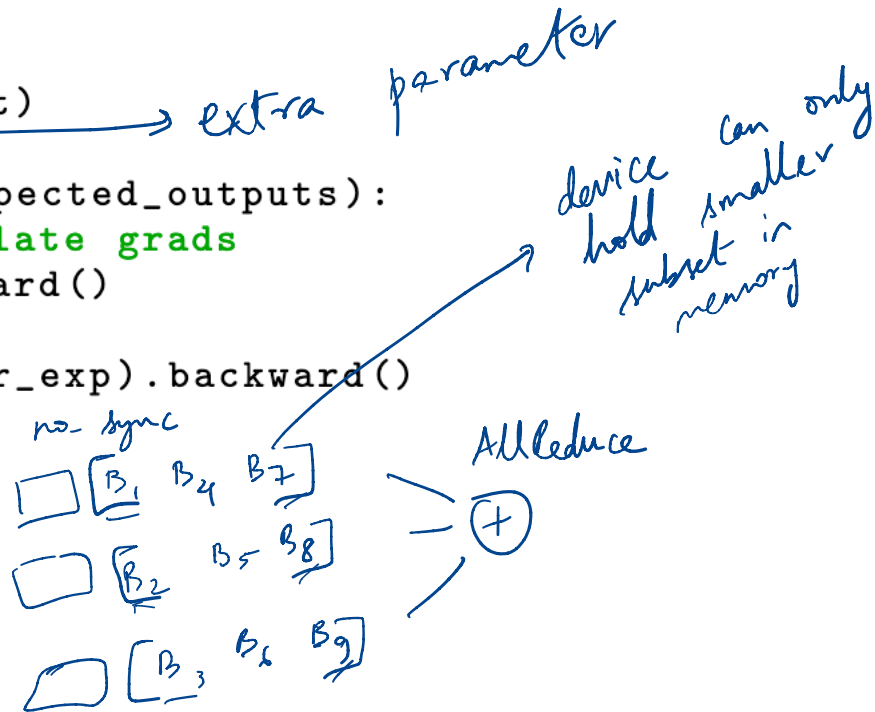 t)
extra parameter
pected_outputs):
late grads
ard()
device can only
hold smaller
subset in
memory
r_exp).backward()
no_sync
AllReduce
[B1 B4 B7]
+
[B2 B5 B8]
[B3 B6 B9]